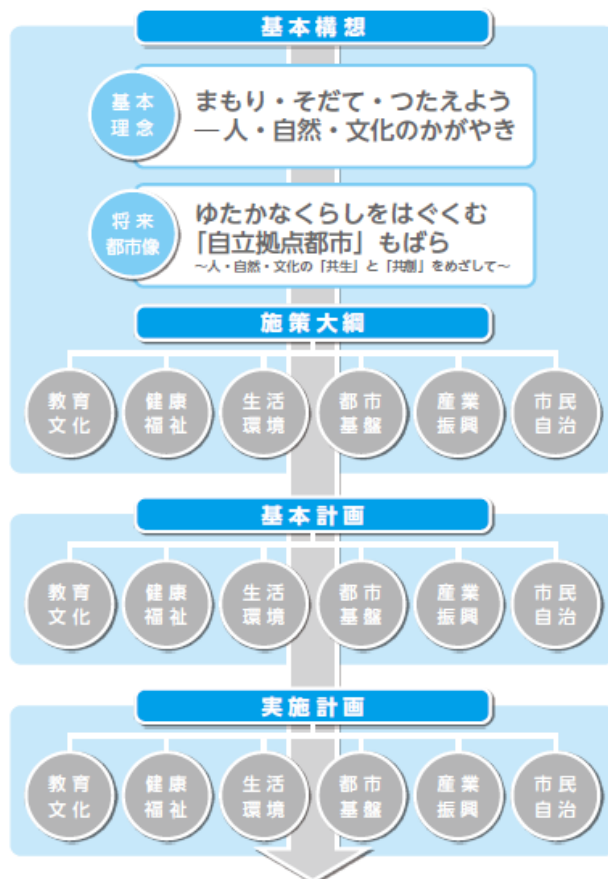 基本構想
基本
理念
まもり・そだて・つたえよう
―人・自然・文化のかがやき
将来
都市像
ゆたかなくらしをはぐくむ
「自立拠点都市」もばら
～人・自然・文化の「共生」と「共創」をめざして～
施策大綱
教育
文化
健康
福祉
生活
環境
都市
基盤
産業
振興
市民
自治
基本計画
教育
文化
健康
福祉
生活
環境
都市
基盤
産業
振興
市民
自治
実施計画
教育
文化
健康
福祉
生活
環境
都市
基盤
産業
振興
市民
自治